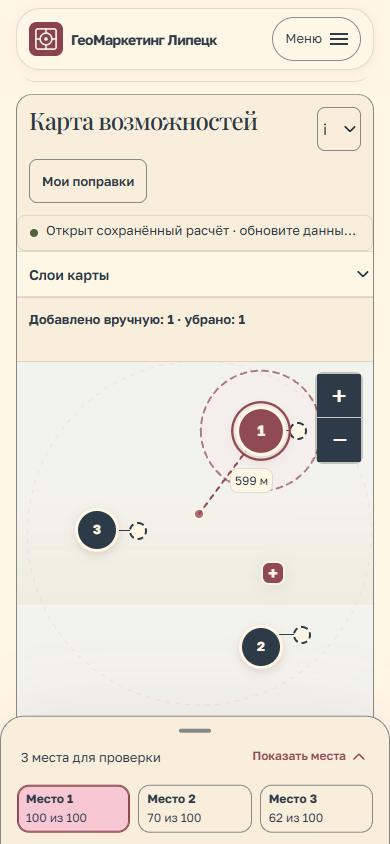 ГеоМаркетинг Липецк
Меню
Карта возможностей
i
Мои поправки
Открыт сохранённый расчёт · обновите данны...
Слои карты
Добавлено вручную: 1 · убрано: 1
+
−
1
599 м
3
+
2
3 места для проверки
Показать места
Место 1
100 из 100
Место 2
70 из 100
Место 3
62 из 100